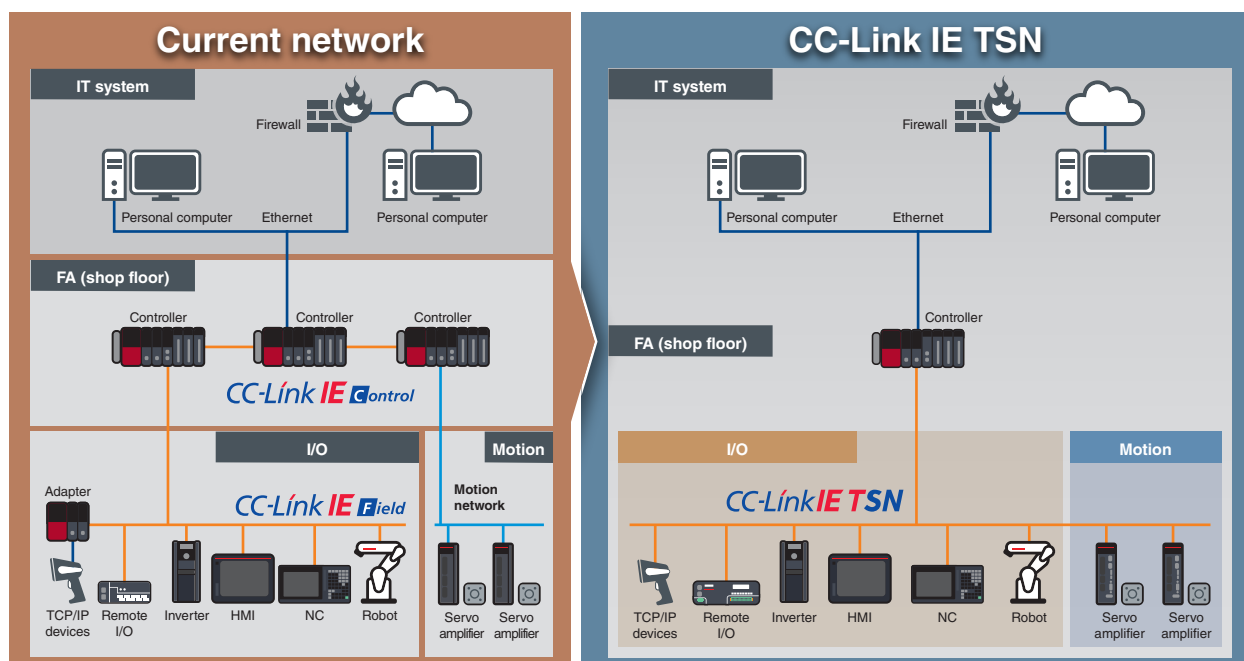 Current network
IT system
Firewall
Personal computer
Ethernet
Personal computer
FA (shop floor)
Controller
Controller
Controller
CC-Link IE Control
I/O
Motion
Adapter
CC-Link IE Field
Motion
network
TCP/IP
devices
Remote
I/O
Inverter
HMI
NC
Robot
Servo
amplifier
Servo
amplifier
CC-Link IE TSN
IT system
Firewall
Personal computer
Ethernet
Personal computer
Controller
FA (shop floor)
I/O
Motion
CC-Link IE TSN
TCP/IP
devices
Remote
I/O
Inverter
HMI
NC
Robot
Servo
amplifier
Servo
amplifier